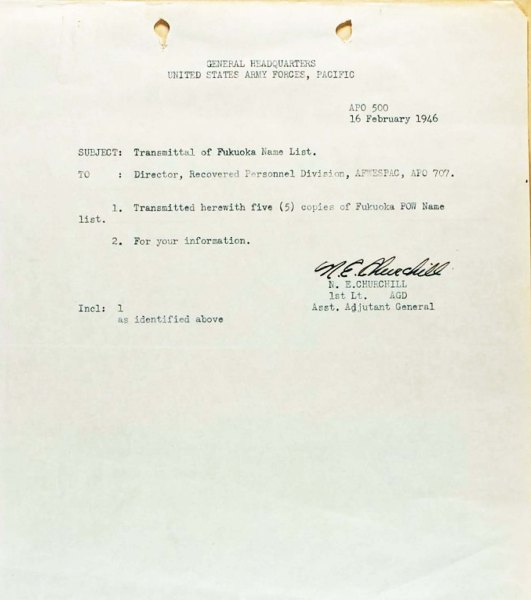 GENERAL HEADQUARTERS
UNITED STATES ARMY FORCES, PACIFIC
APO 500
16 February 1946
SUBJECT: Transmittal of Fukuoka Name List.
TO : Director, Recovered Personnel Division, AFWESPAC, APO 707.
1. Transmitted herewith five (5) copies of Fukuoka POW Name
list.
2. For your information.
N. E. Churchill
N. E.CHURCHILL
1st Lt. AGD
Incl: 1 Asst. Adjutant General
as identified above